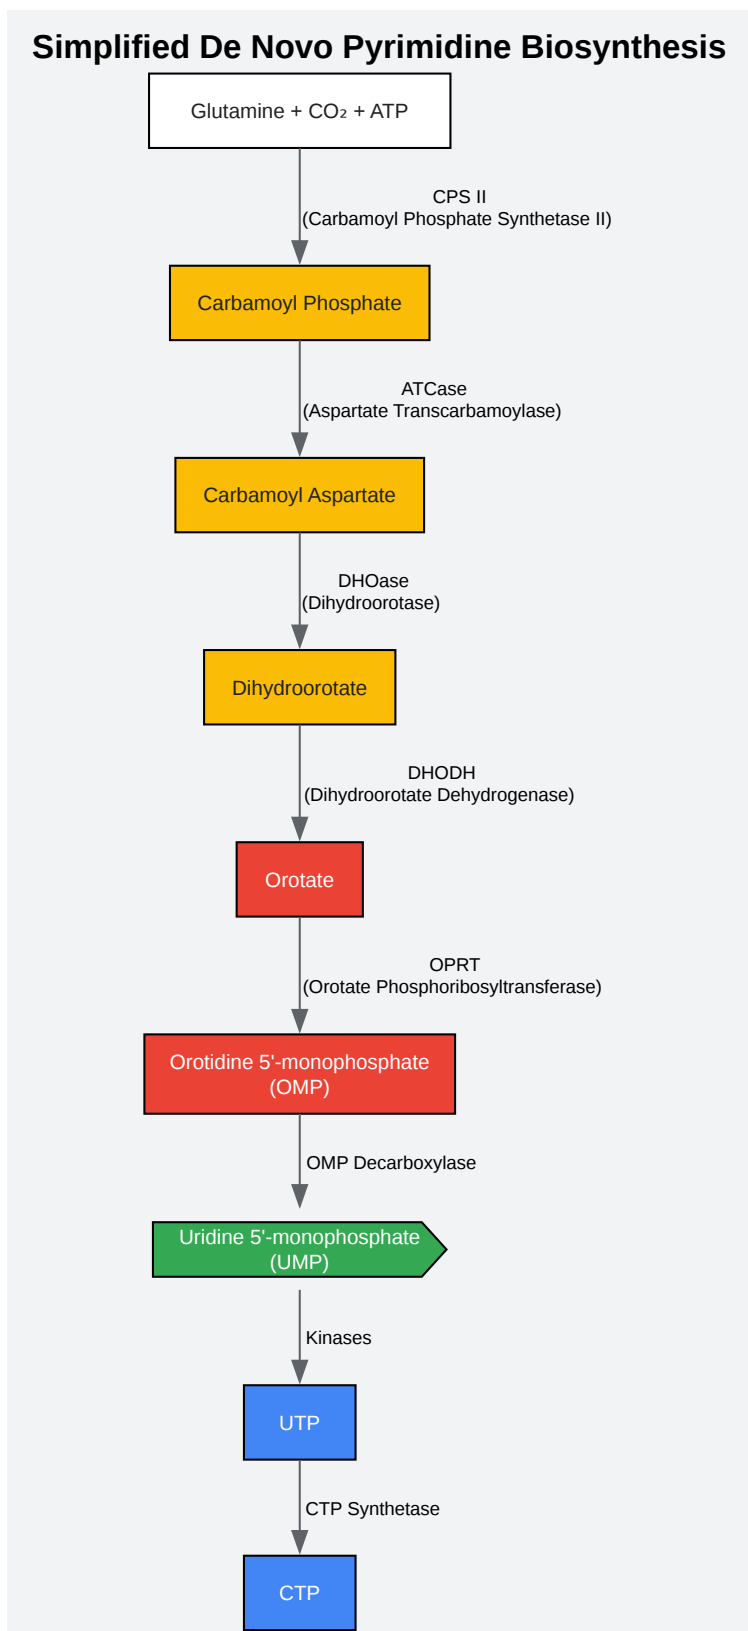 Simplified De Novo Pyrimidine Biosynthesis
Glutamine + CO₂ + ATP
CPS II
(Carbamoyl Phosphate Synthetase II)
Carbamoyl Phosphate
ATCase
(Aspartate Transcarbamoylase)
Carbamoyl Aspartate
DHOase
(Dihydroorotase)
Dihydroorotate
DHODH
(Dihydroorotate Dehydrogenase)
Orotate
OPRT
(Orotate Phosphoribosyltransferase)
Orotidine 5'-monophosphate
(OMP)
OMP Decarboxylase
Uridine 5'-monophosphate
(UMP)
Kinases
UTP
CTP Synthetase
CTP